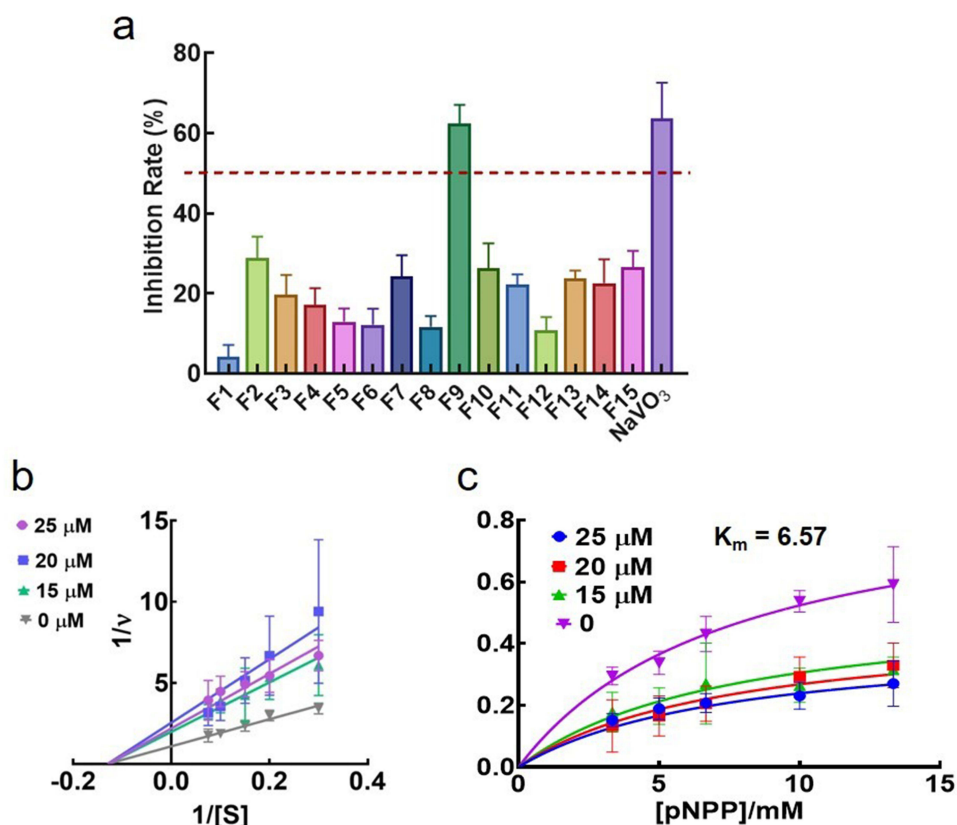 a
80
60
40
20
0
Inhibition Rate (%)
F1
F2
F3
F4
F5
F6
F7
F8
F9
F10
F11
F12
F13
F14
F15
NaVO₃
b
25 μM
20 μM
15 μM
0 μM
15
10
5
1/ν
-0.2
0.0
0.2
0.4
1/[S]
c
0.8
0.6
0.4
0.2
0.0
25 μM
20 μM
15 μM
0
Kₘ = 6.57
0
5
10
15
[pNPP]/mM